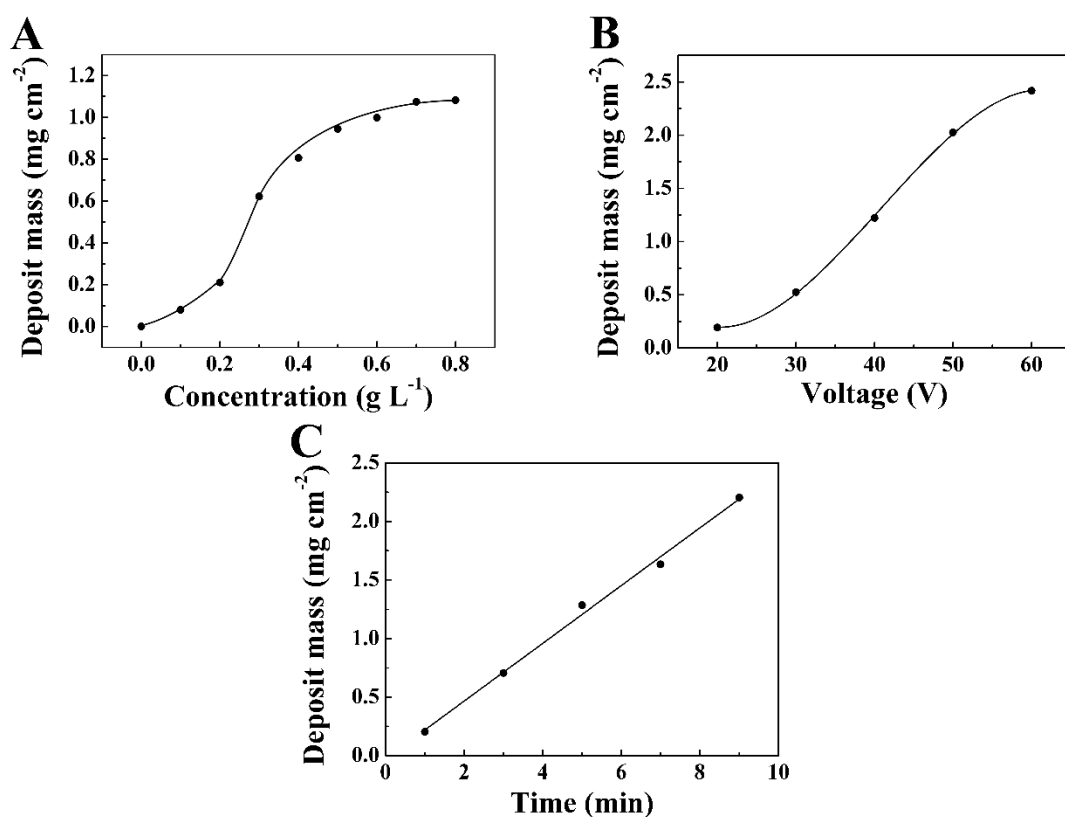 A
Deposit mass (mg cm⁻²)
1.2
1.0
0.8
0.6
0.4
0.2
0.0
0.0 0.2 0.4 0.6 0.8
Concentration (g L⁻¹)
B
Deposit mass (mg cm⁻²)
2.5
2.0
1.5
1.0
0.5
0.0
20 30 40 50 60
Voltage (V)
C
Deposit mass (mg cm⁻²)
2.5
2.0
1.5
1.0
0.5
0.0
0 2 4 6 8 10
Time (min)